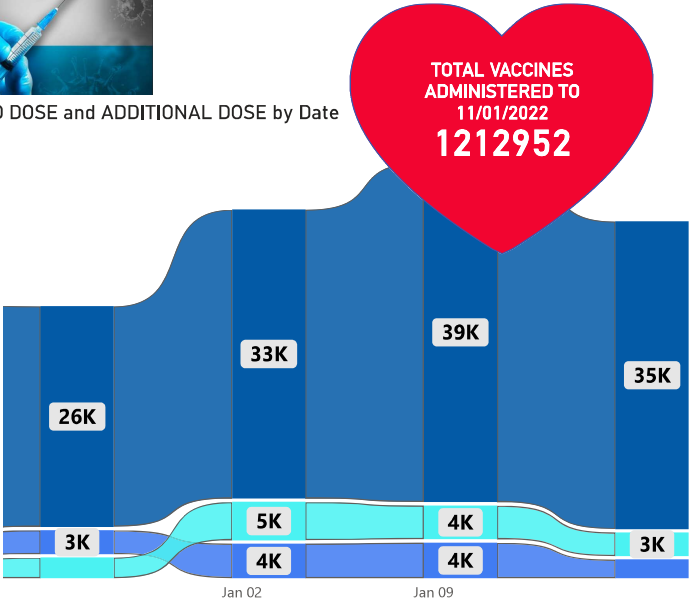 TOTAL VACCINES
ADMINISTERED TO
11/01/2022
1212952
DOSE and ADDITIONAL DOSE by Date
26K
33K
39K
35K
3K
5K
4K
3K
4K
4K
Jan 02
Jan 09